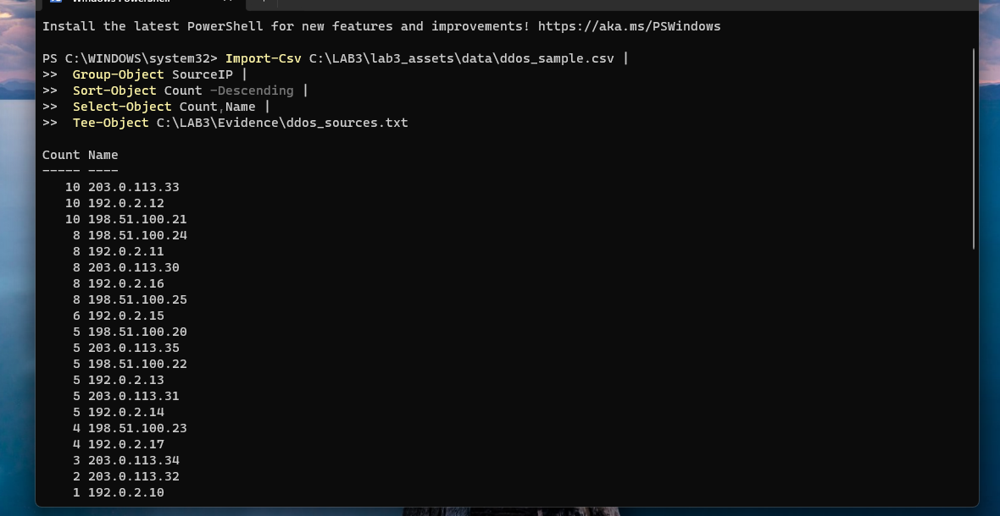 Windows PowerShell
Install the latest PowerShell for new features and improvements! https://aka.ms/PSWindows
PS C:\WINDOWS\system32> Import-Csv C:\LAB3\lab3_assets\data\ddos_sample.csv |
>>  Group-Object SourceIP |
>>  Sort-Object Count -Descending |
>>  Select-Object Count,Name |
>>  Tee-Object C:\LAB3\Evidence\ddos_sources.txt
Count Name
----- ----
   10 203.0.113.33
   10 192.0.2.12
   10 198.51.100.21
    8 198.51.100.24
    8 192.0.2.11
    8 203.0.113.30
    8 192.0.2.16
    8 198.51.100.25
    6 192.0.2.15
    5 198.51.100.20
    5 203.0.113.35
    5 198.51.100.22
    5 192.0.2.13
    5 203.0.113.31
    5 192.0.2.14
    4 198.51.100.23
    4 192.0.2.17
    3 203.0.113.34
    2 203.0.113.32
    1 192.0.2.10